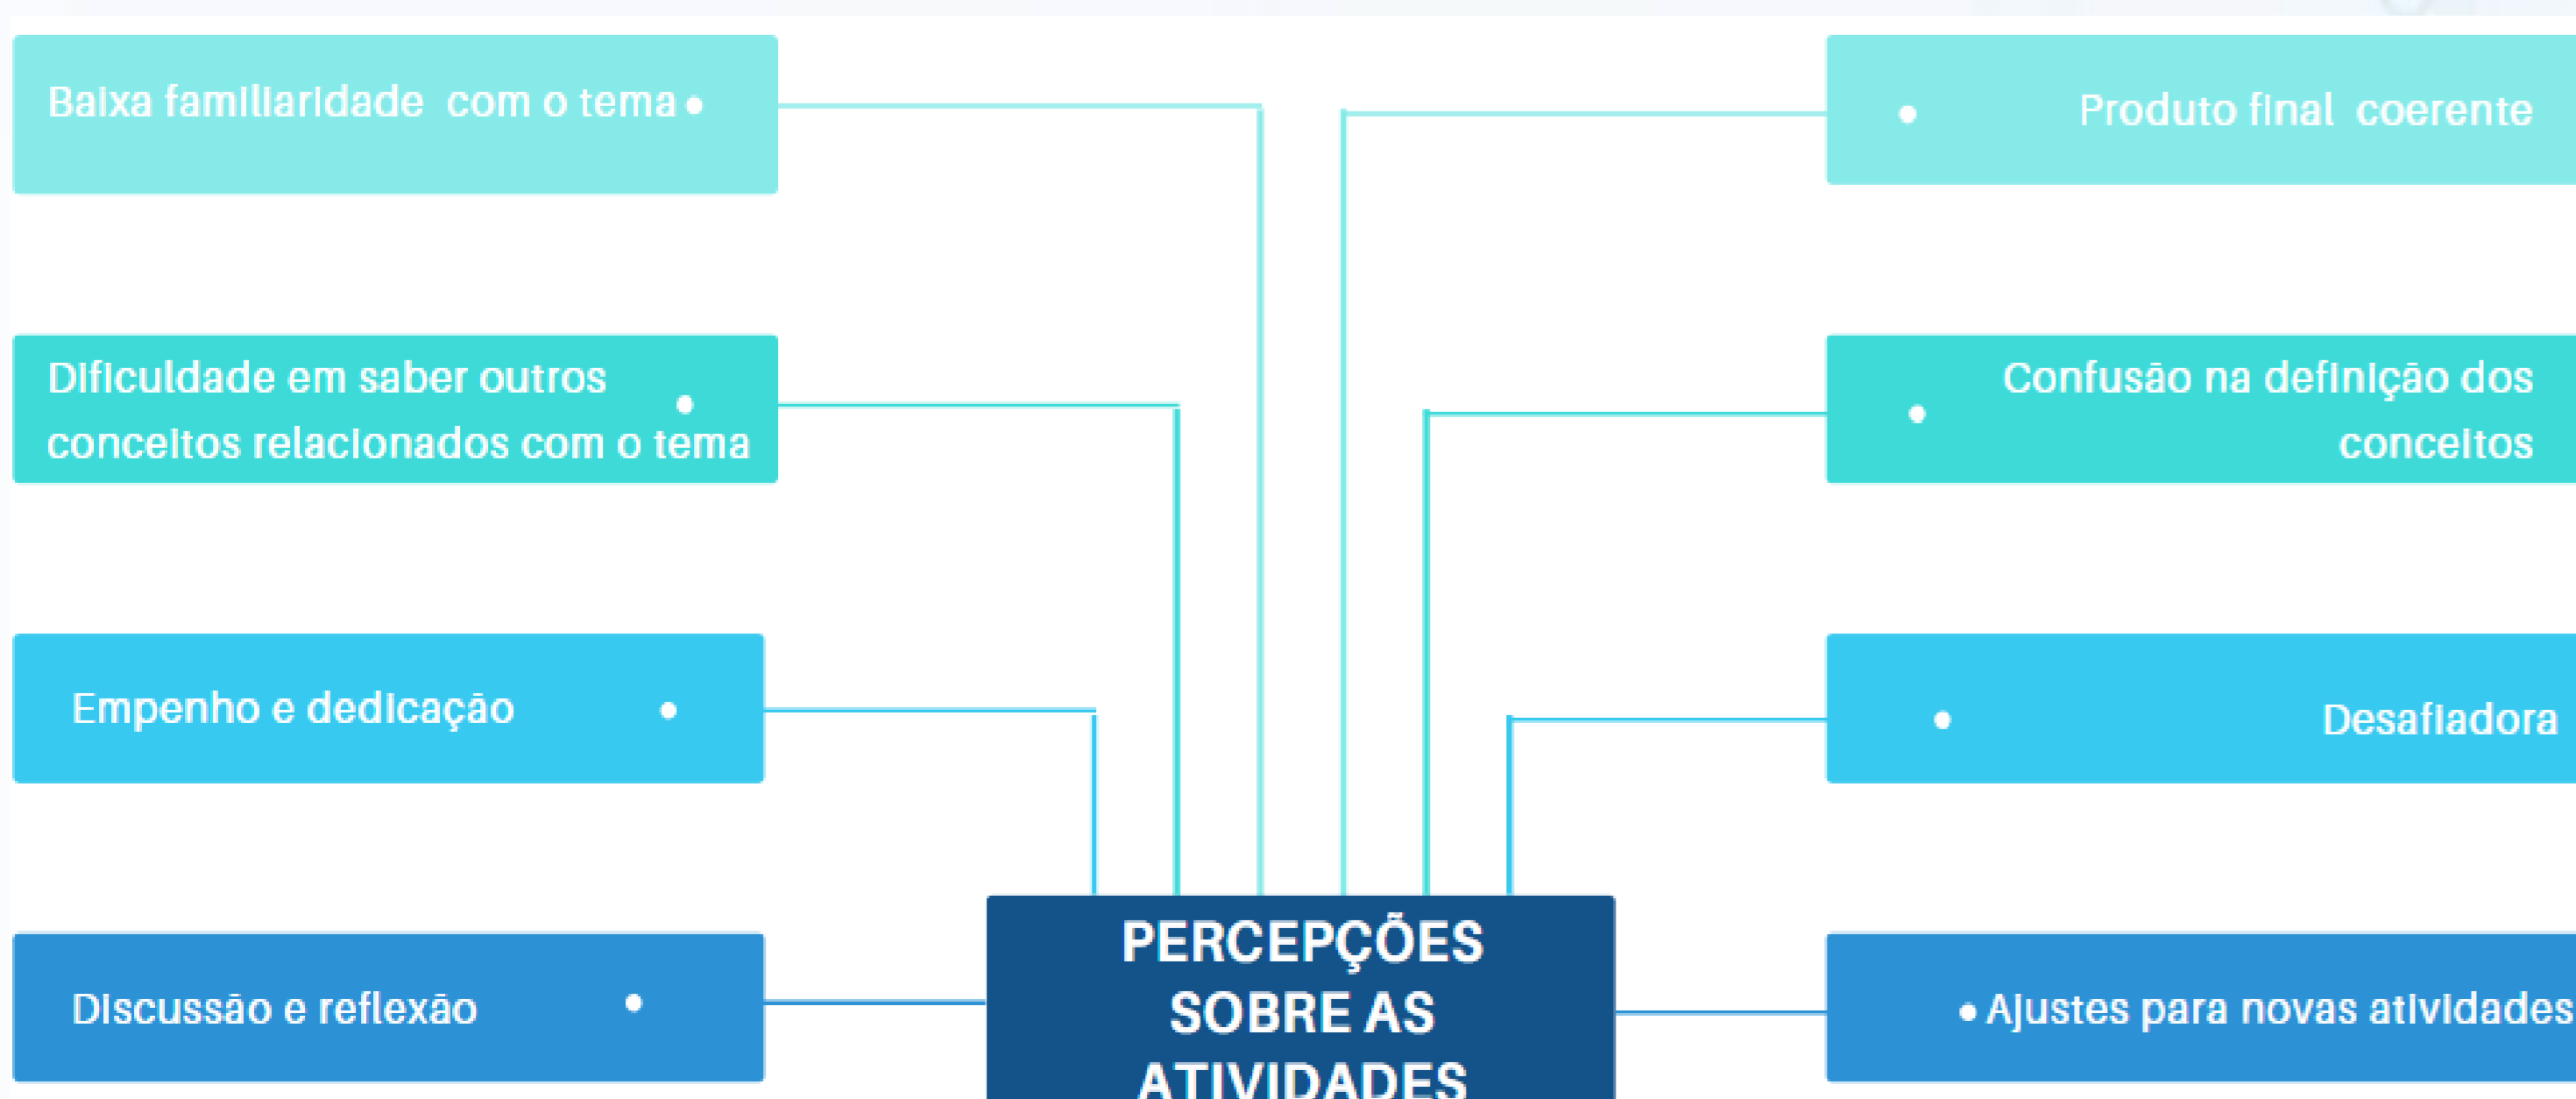 Baixa familiaridade com o tema
Dificuldade em saber outros
conceitos relacionados com o tema
Empenho e dedicação
Discussão e reflexão
Produto final coerente
Confusão na definição dos
conceitos
Desafiadora
Ajustes para novas atividades
PERCEPÇÕES
SOBRE AS
ATIVIDADES